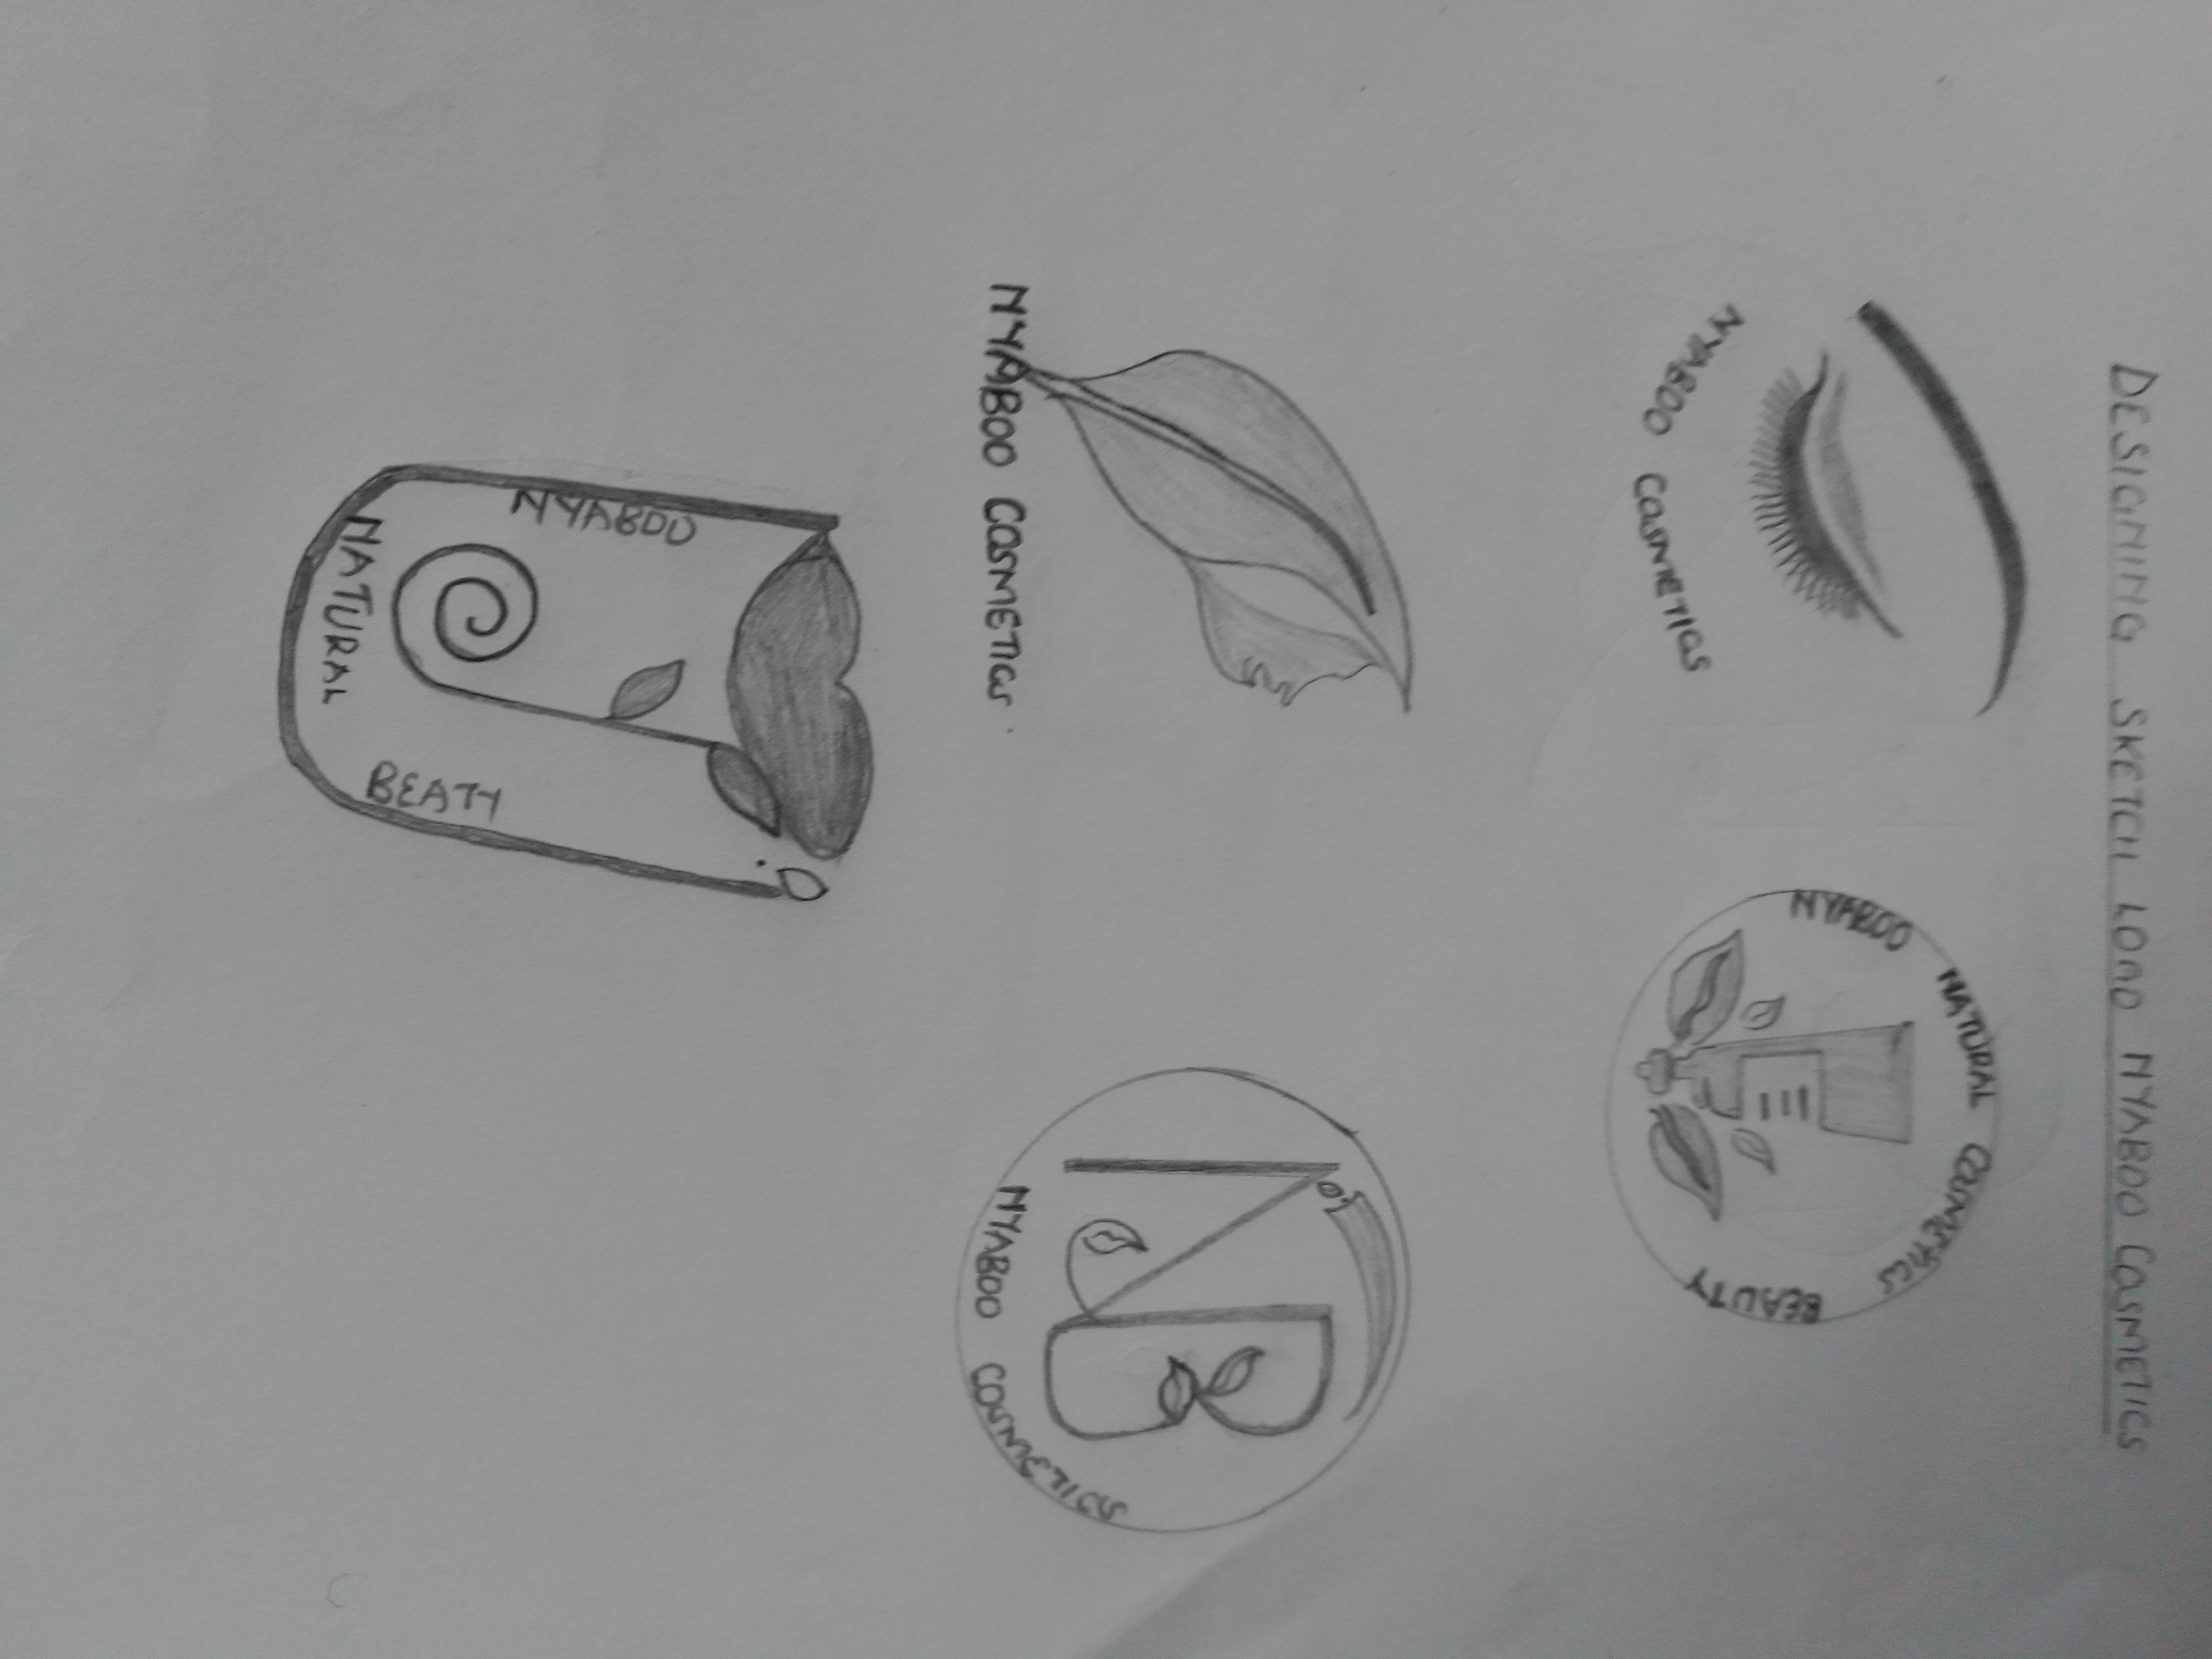 DESIGNING SKETCH LOGO NYABOO COSMETICS
NYABOO COSMETICS
NYABOO NATURAL COSMETICS BEAUTY
NYABOO COSMETICS.
NYABOO COSMETICS
NYABOO
NATURAL
BEATY